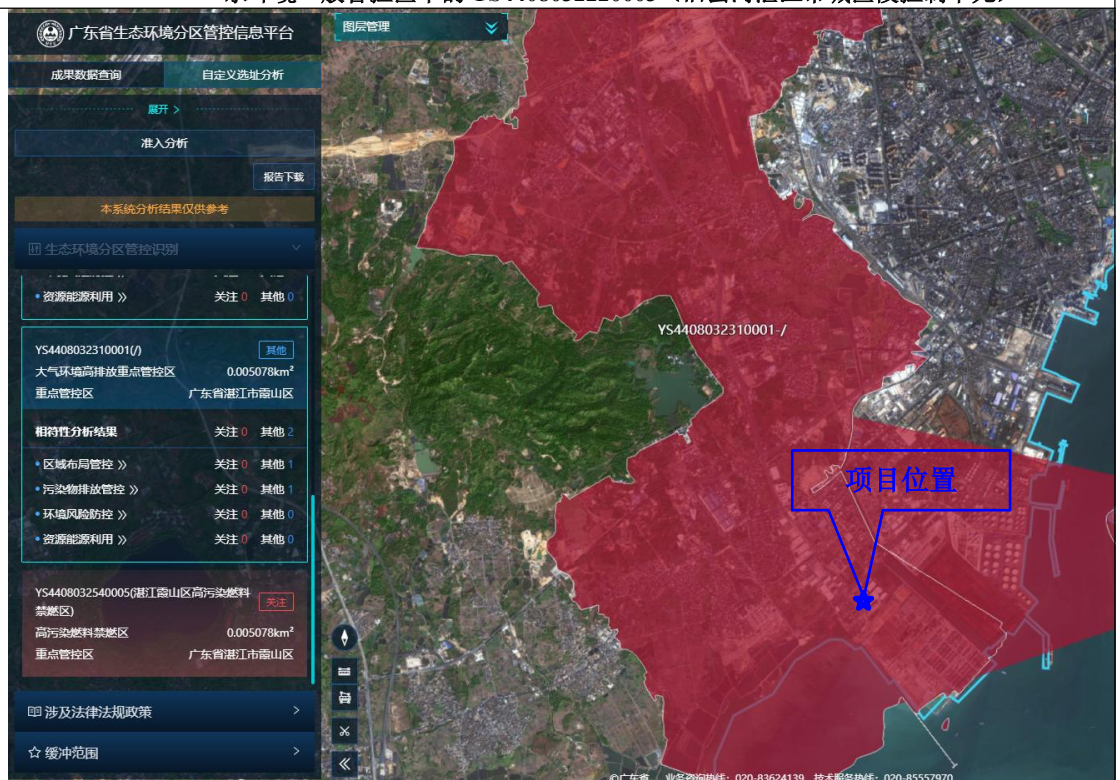 广东省生态环境分区管控信息平台
图层管理
成果数据查询 自定义选址分析
展开 >
准入分析
报告下载
本系统分析结果仅供参考
生态环境分区管控识别
• 资源能源利用 》 关注 0 其他 0
YS4408032310001(/) 其他
大气环境高排放重点管控区 0.005078km²
重点管控区 广东省湛江市霞山区
相符性分析结果 关注 0 其他 2
• 区域布局管控 》 关注 0 其他 1
• 污染物排放管控 》 关注 0 其他 1
• 环境风险防控 》 关注 0 其他 0
• 资源能源利用 》 关注 0 其他 0
YS4408032540005(湛江霞山区高污染燃料
禁燃区) 关注
高污染燃料禁燃区 0.005078km²
重点管控区 广东省湛江市霞山区
涉及法律法规政策 >
缓冲范围 >
YS4408032310001-/
项目位置
©广东省 业务咨询热线：020-83624139 技术服务热线：020-85557970